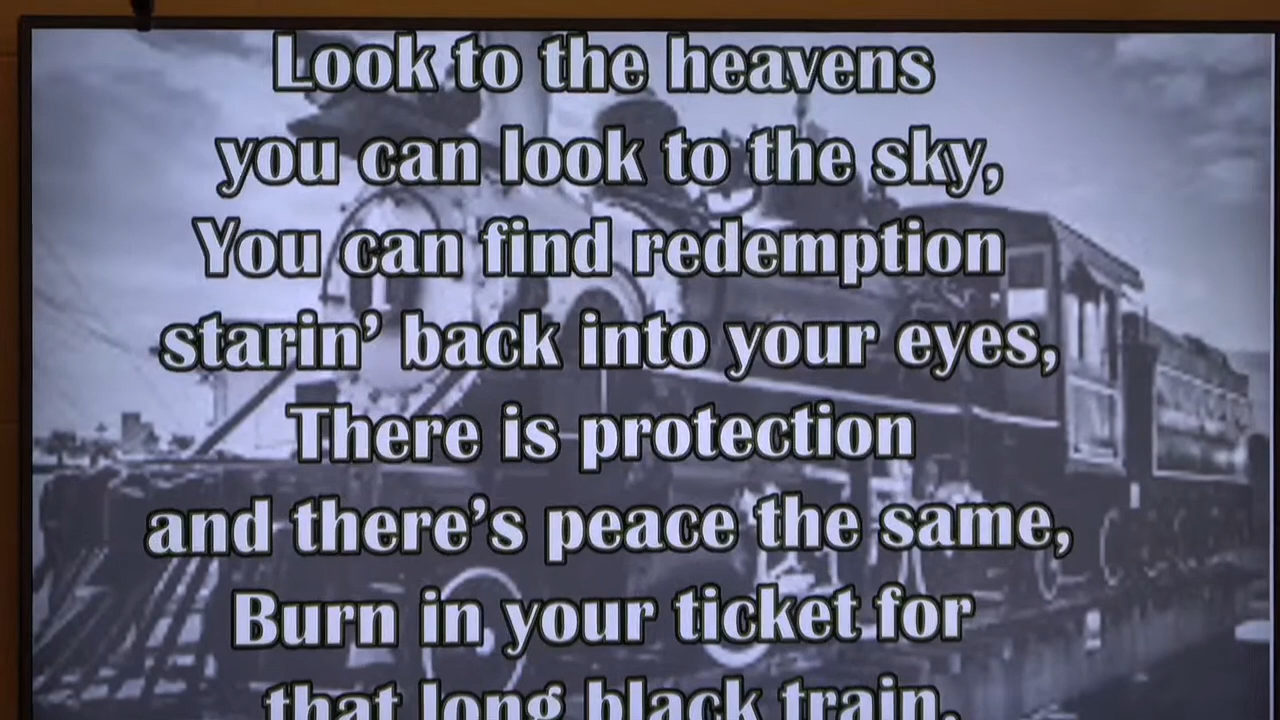 Look to the heavens
you can look to the sky,
You can find redemption
starin' back into your eyes,
There is protection
and there's peace the same,
Burn in your ticket for
that long black train.